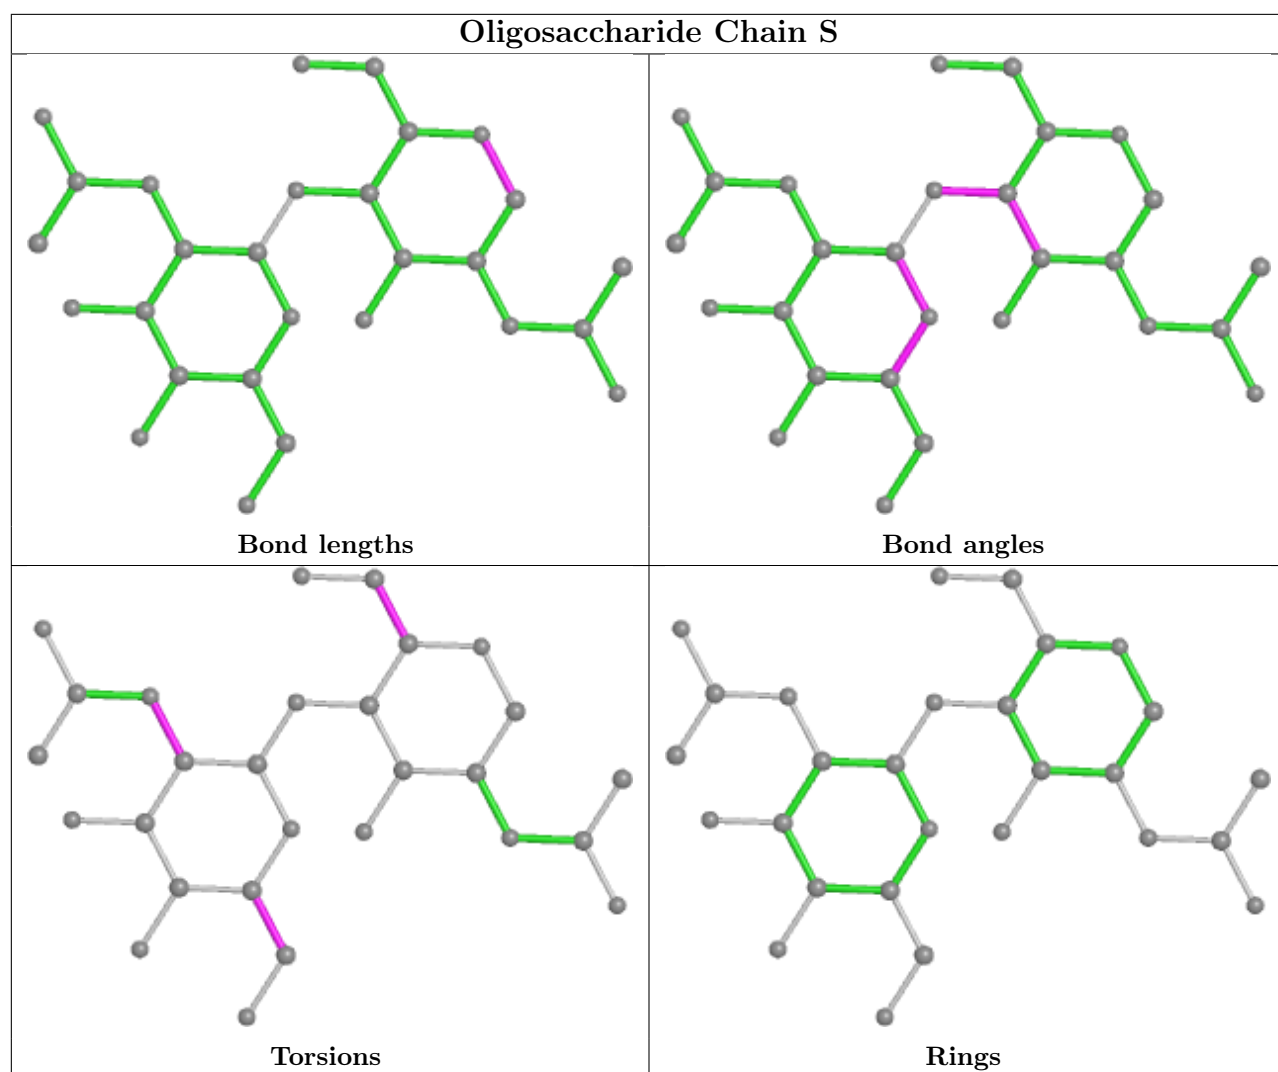 Oligosaccharide Chain S
Bond lengths
Bond angles
Torsions
Rings